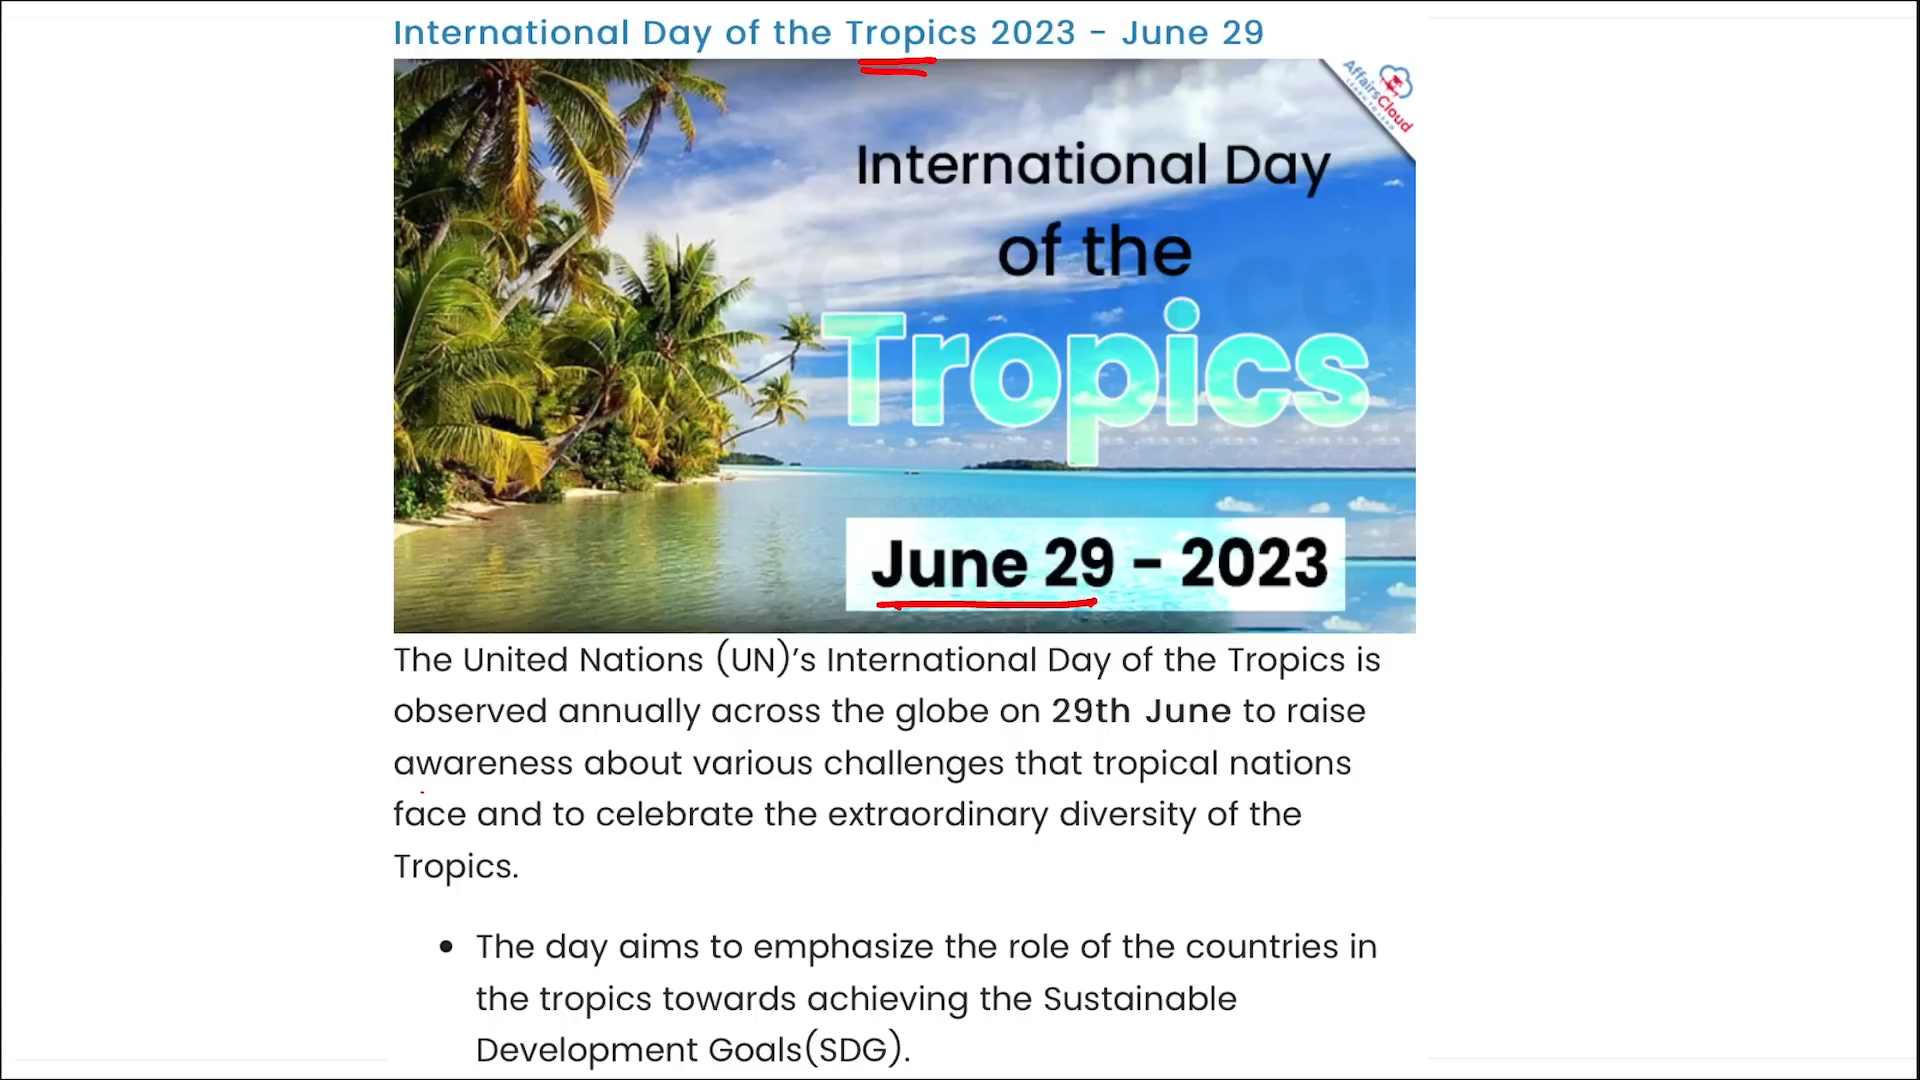 International Day of the Tropics 2023 - June 29
AffairsCloud
LEARN TO LEAD
International Day
of the
Tropics
June 29 - 2023
The United Nations (UN)’s International Day of the Tropics is
observed annually across the globe on 29th June to raise
awareness about various challenges that tropical nations
face and to celebrate the extraordinary diversity of the
Tropics.
• The day aims to emphasize the role of the countries in
the tropics towards achieving the Sustainable
Development Goals(SDG).